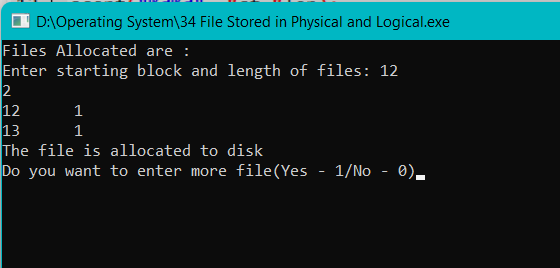 D:\Operating System\34 File Stored in Physical and Logical.exe
Files Allocated are :
Enter starting block and length of files: 12
2
12      1
13      1
The file is allocated to disk
Do you want to enter more file(Yes - 1/No - 0)